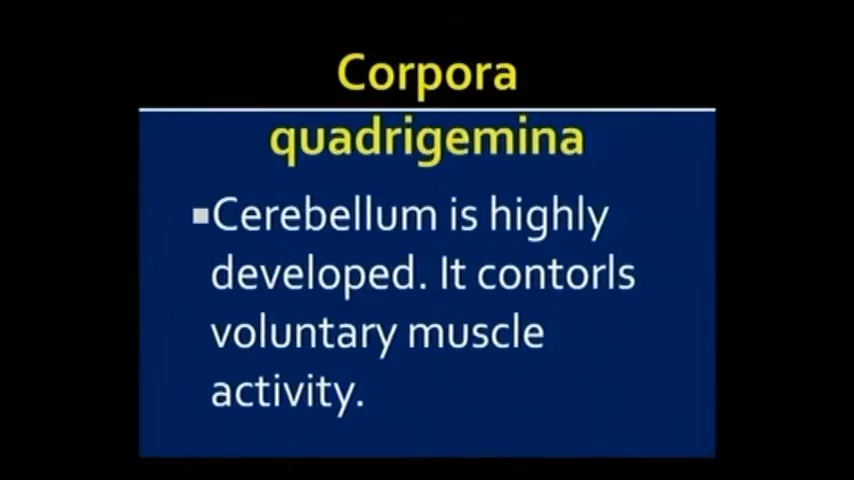 Corpora
quadrigemina
▪Cerebellum is highly
developed. It contorls
voluntary muscle
activity.